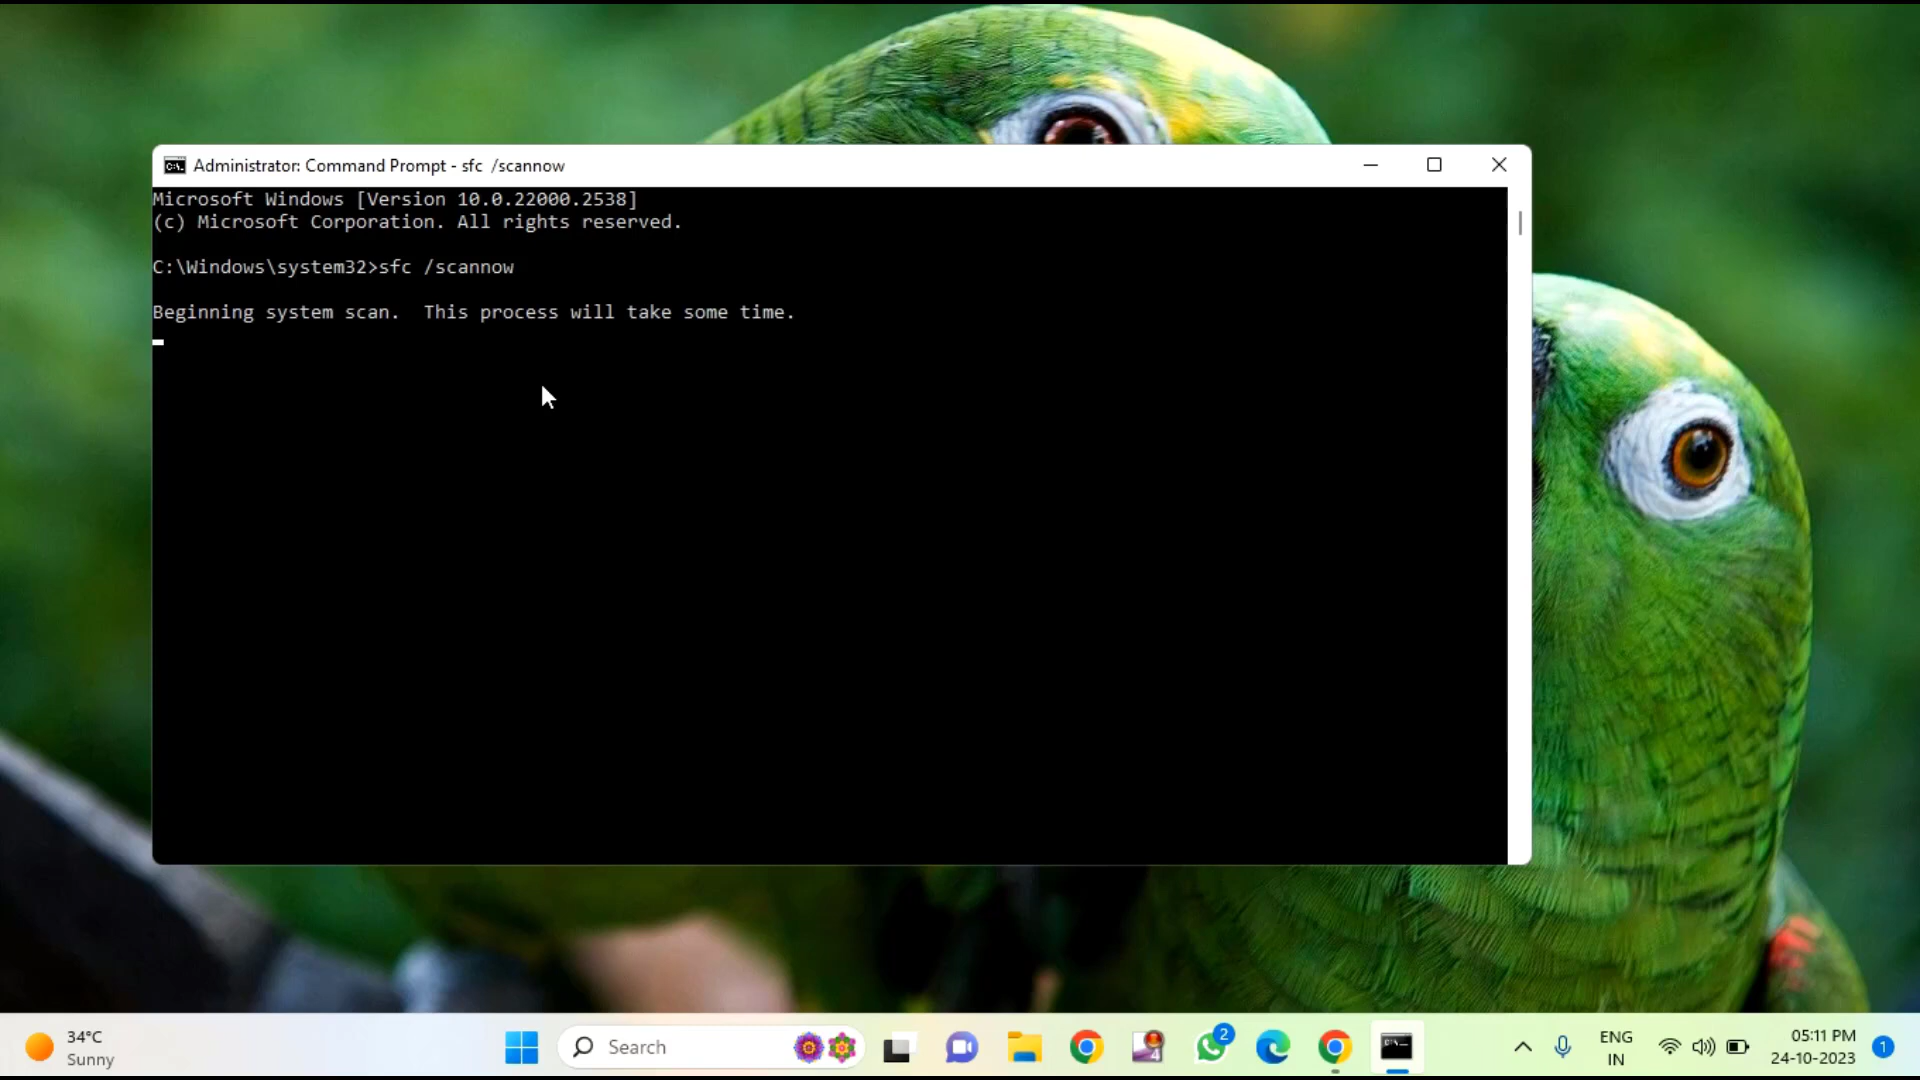 Administrator: Command Prompt - sfc  /scannow
Microsoft Windows [Version 10.0.22000.2538]
(c) Microsoft Corporation. All rights reserved.
C:\Windows\system32>sfc /scannow
Beginning system scan.  This process will take some time.
34°C
Sunny
Search
4
2
ENG
IN
05:11 PM
24-10-2023
1